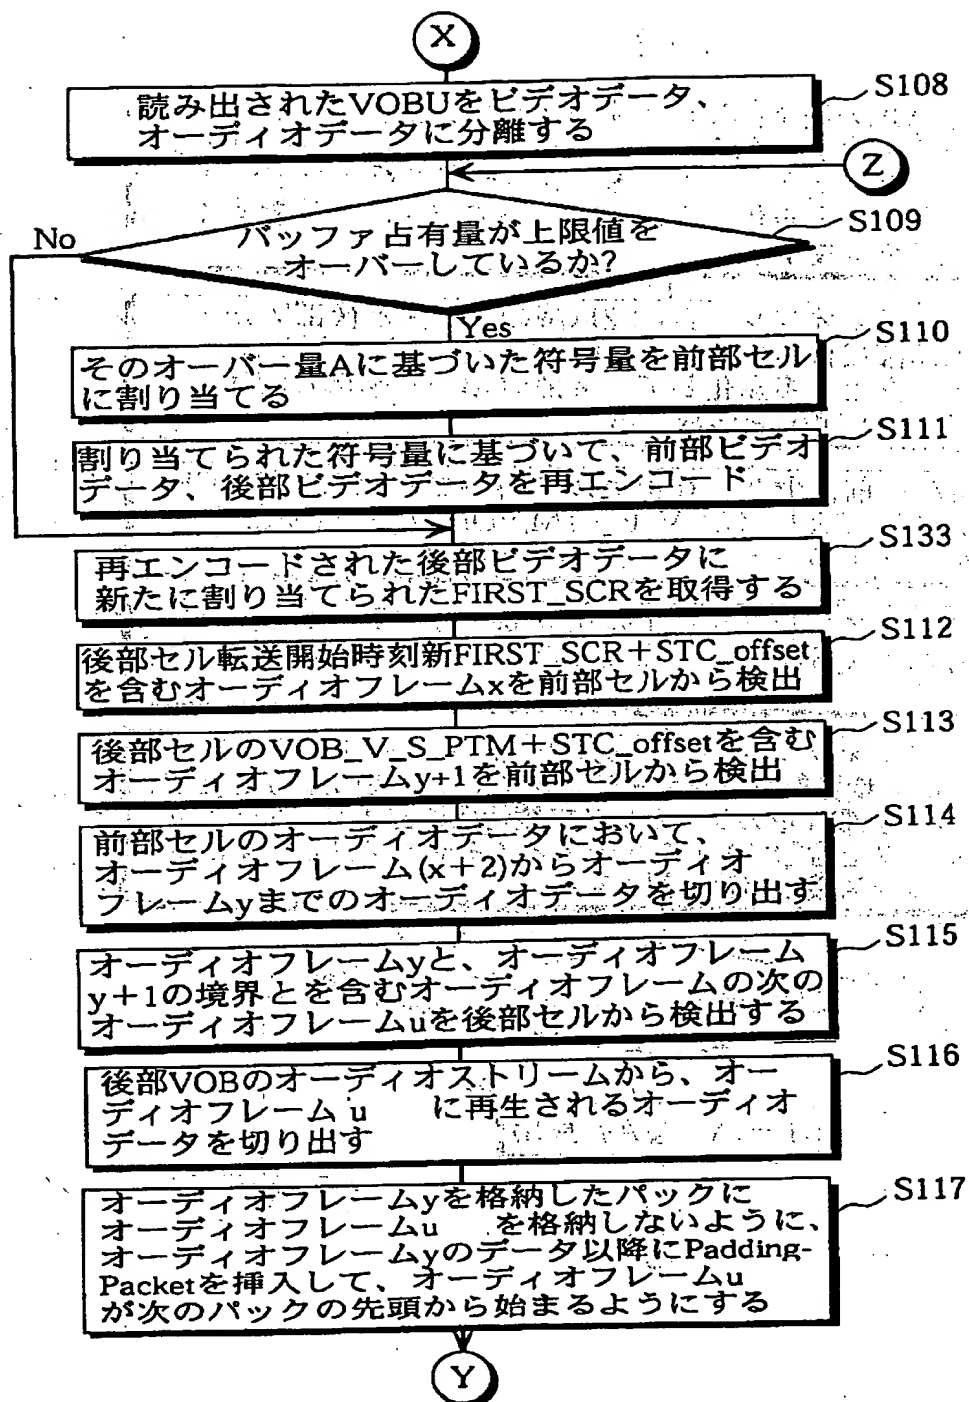 X
読み出されたVOBUをビデオデータ、
オーディオデータに分離する
S108
Z
バッファ占有量が上限値を
オーバーしているか?
S109
No
Yes
そのオーバー量Aに基づいた符号量を前部セル
に割り当てる
S110
割り当てられた符号量に基づいて、前部ビデオ
データ、後部ビデオデータを再エンコード
S111
再エンコードされた後部ビデオデータに
新たに割り当てられたFIRST_SCRを取得する
S133
後部セル転送開始時刻新FIRST_SCR+STC_offset
を含むオーディオフレームxを前部セルから検出
S112
後部セルのVOB_V_S_PTM+STC_offsetを含む
オーディオフレームy+1を前部セルから検出
S113
前部セルのオーディオデータにおいて、
オーディオフレーム(x+2)からオーディオ
フレームyまでのオーディオデータを切り出す
S114
オーディオフレームyと、オーディオフレーム
y+1の境界とを含むオーディオフレームの次の
オーディオフレームuを後部セルから検出する
S115
後部VOBのオーディオストリームから、オー
ディオフレーム u に再生されるオーディオ
データを切り出す
S116
オーディオフレームyを格納したパックに
オーディオフレームu を格納しないように、
オーディオフレームyのデータ以降にPadding-
Packetを挿入して、オーディオフレームu
が次のパックの先頭から始まるようにする
S117
Y